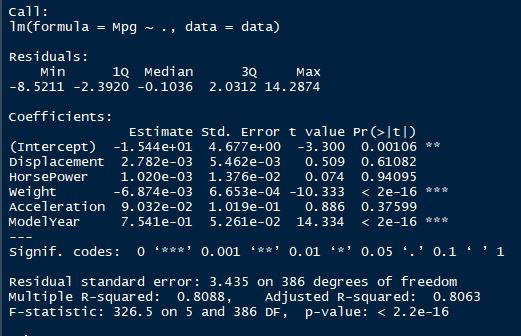 Call:
lm(formula = Mpg ~ ., data = data)
Residuals:
    Min      1Q  Median      3Q     Max
-8.5211 -2.3920 -0.1036  2.0312 14.2874
Coefficients:
               Estimate Std. Error t value Pr(>|t|)
(Intercept)  -1.544e+01  4.677e+00  -3.300  0.00106 **
Displacement  2.782e-03  5.462e-03   0.509  0.61082
HorsePower    1.020e-03  1.376e-02   0.074  0.94095
Weight       -6.874e-03  6.653e-04 -10.333  < 2e-16 ***
Acceleration  9.032e-02  1.019e-01   0.886  0.37599
ModelYear     7.541e-01  5.261e-02  14.334  < 2e-16 ***
---
Signif. codes:  0 ‘***’ 0.001 ‘**’ 0.01 ‘*’ 0.05 ‘.’ 0.1 ‘ ’ 1
Residual standard error: 3.435 on 386 degrees of freedom
Multiple R-squared:  0.8088,    Adjusted R-squared:  0.8063
F-statistic: 326.5 on 5 and 386 DF,  p-value: < 2.2e-16